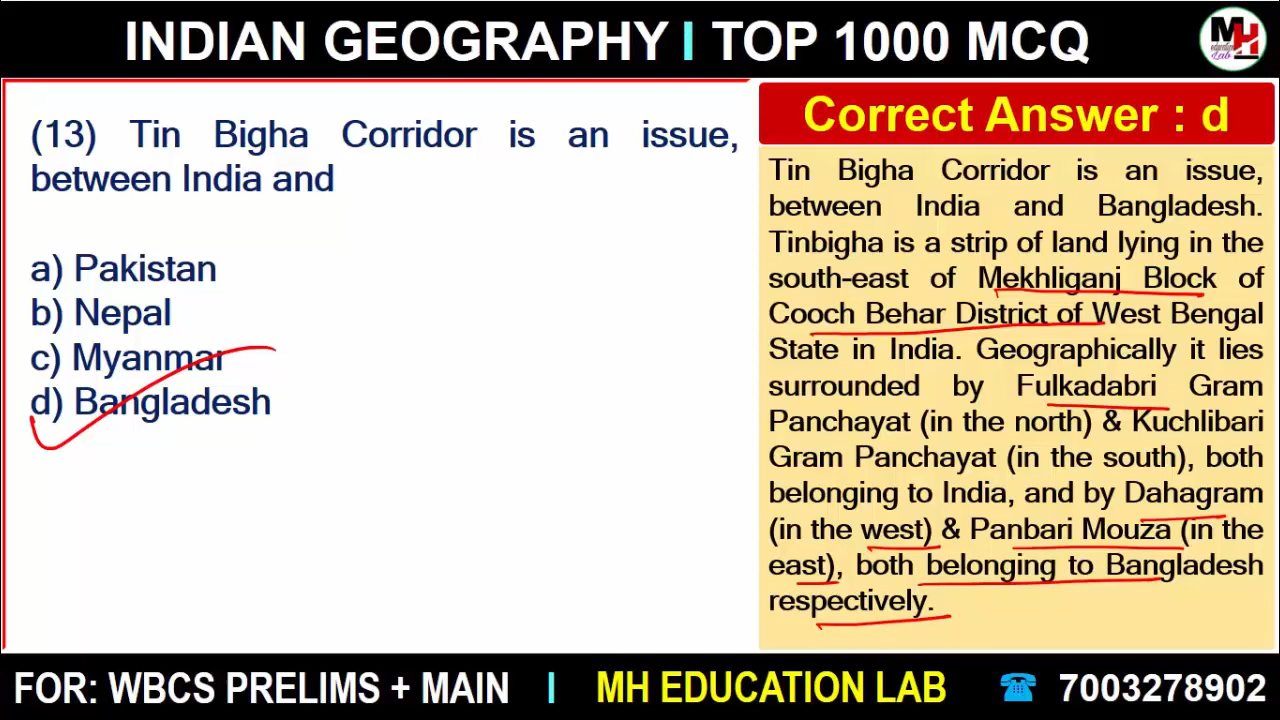 INDIAN GEOGRAPHY I TOP 1000 MCQ
MH
education
Lab
(13) Tin Bigha Corridor is an issue,
between India and
a) Pakistan
b) Nepal
c) Myanmar
d) Bangladesh
Correct Answer : d
Tin Bigha Corridor is an issue,
between India and Bangladesh.
Tinbigha is a strip of land lying in the
south-east of Mekhliganj Block of
Cooch Behar District of West Bengal
State in India. Geographically it lies
surrounded by Fulkadabri Gram
Panchayat (in the north) & Kuchlibari
Gram Panchayat (in the south), both
belonging to India, and by Dahagram
(in the west) & Panbari Mouza (in the
east), both belonging to Bangladesh
respectively.
FOR: WBCS PRELIMS + MAIN I MH EDUCATION LAB ☎ 7003278902